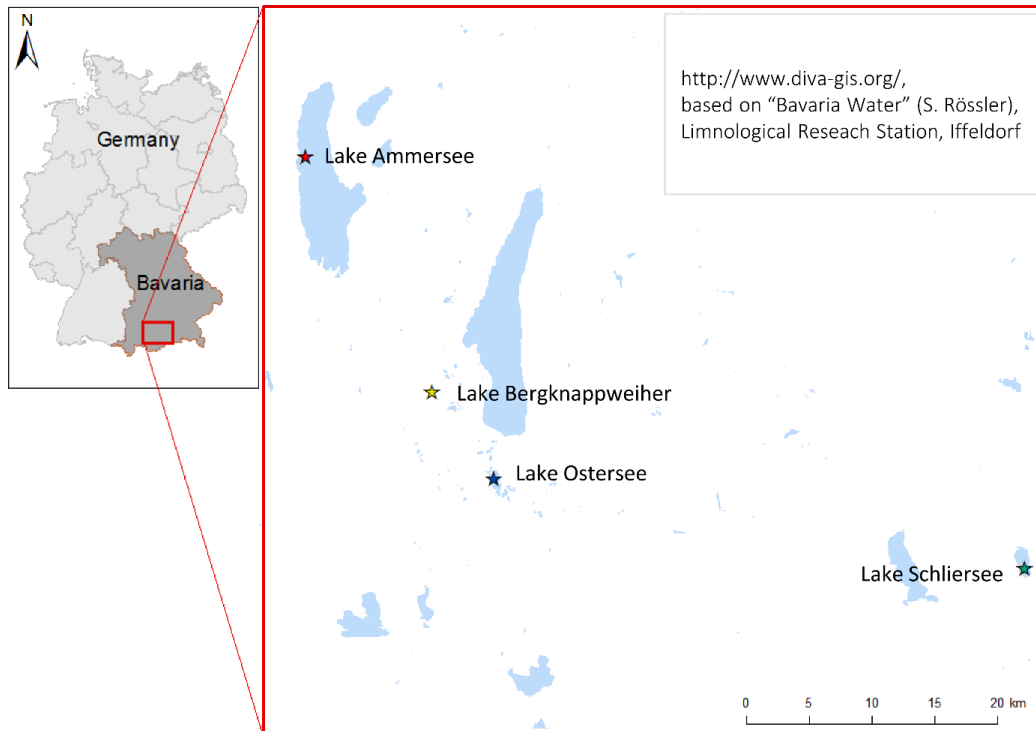 N
Germany
Bavaria
http://www.diva-gis.org/,
based on “Bavaria Water” (S. Rössler),
Limnological Reseach Station, Iffeldorf
Lake Ammersee
Lake Bergknappweiher
Lake Ostersee
Lake Schliersee
0 5 10 15 20 km